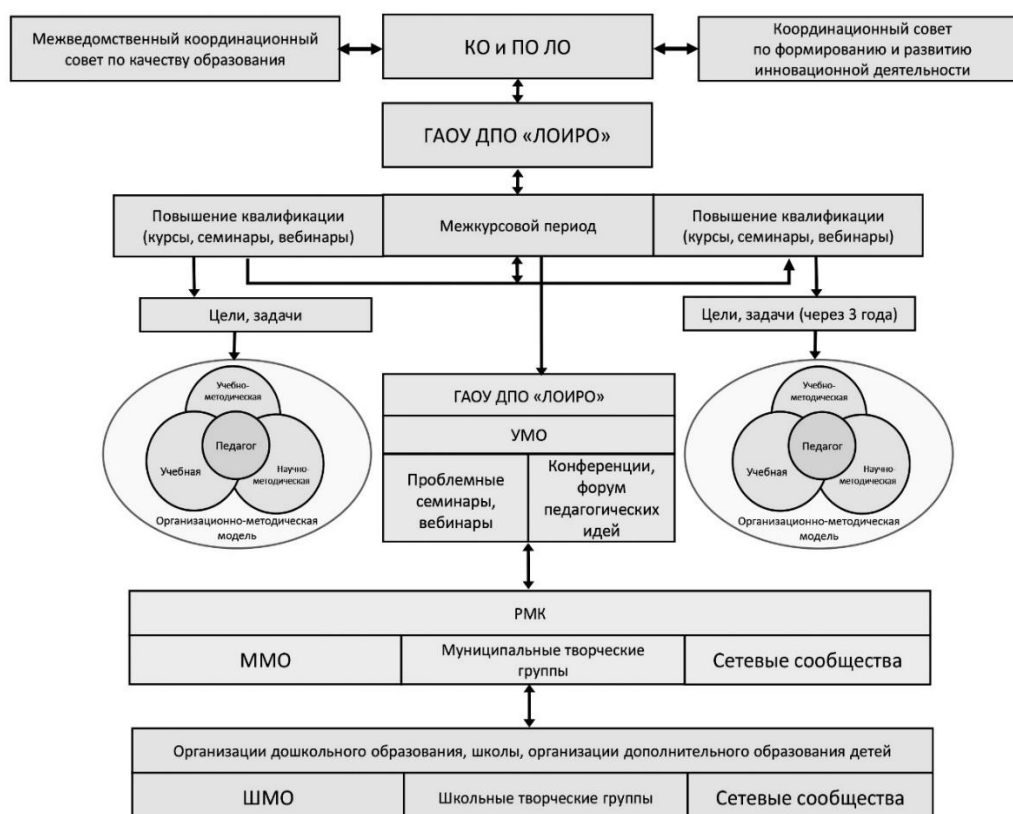 Межведомственный координационный
совет по качеству образования
КО и ПО ЛО
Координационный совет
по формированию и развитию
инновационной деятельности
ГАОУ ДПО «ЛОИРО»
Повышение квалификации
(курсы, семинары, вебинары)
Межкурсовой период
Повышение квалификации
(курсы, семинары, вебинары)
Цели, задачи
Цели, задачи (через 3 года)
Учебно-
методическая
Педагог
Учебная
Научно-
методическая
Организационно-методическая
модель
ГАОУ ДПО «ЛОИРО»
УМО
Проблемные
семинары,
вебинары
Конференции,
форум
педагогических
идей
Учебно-
методическая
Педагог
Учебная
Научно-
методическая
Организационно-методическая
модель
РМК
ММО
Муниципальные творческие
группы
Сетевые сообщества
Организации дошкольного образования, школы, организации дополнительного образования детей
ШМО
Школьные творческие группы
Сетевые сообщества